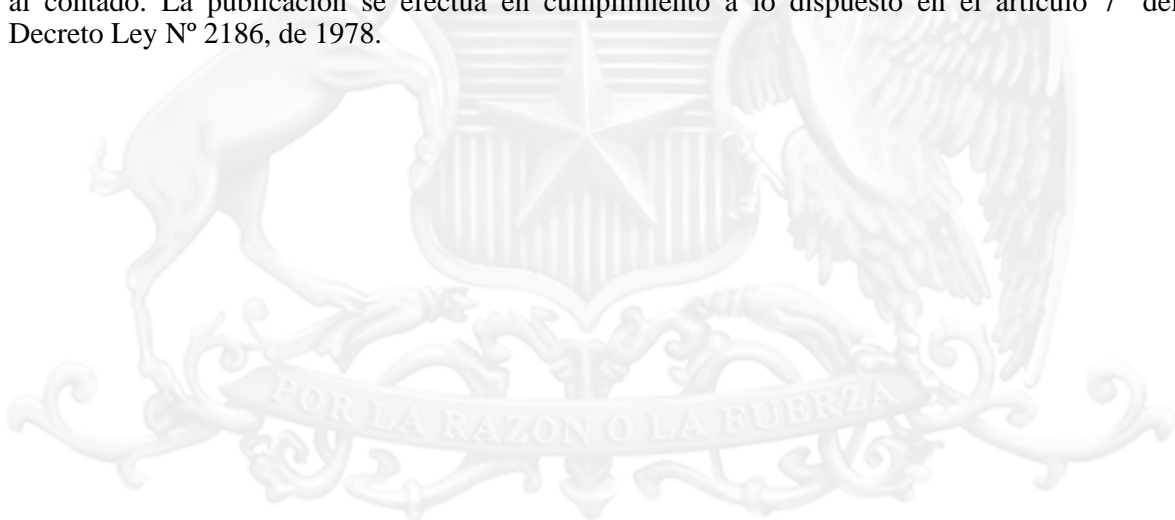 al contado. La publicación se efectúa en cumplimiento a lo dispuesto en el artículo 7º del
Decreto Ley Nº 2186, de 1978.
POR LA RAZON O LA FUERZA